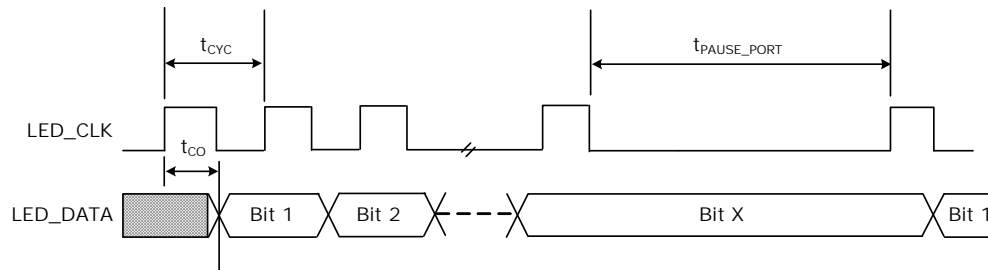 tCYC tPAUSE_PORT
LED_CLK
tCO
LED_DATA Bit 1 Bit 2 Bit X Bit 1